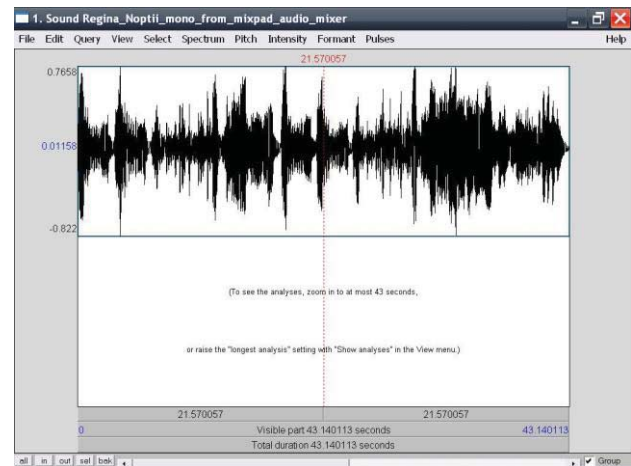 1. Sound Regina_Noptii_mono_from_mixpad_audio_mixer
File Edit Query View Select Spectrum Pitch Intensity Formant Pulses Help
21.570057
0.7658
0.01158
-0.822
(To see the analyses, zoom in to at most 43 seconds,
or raise the "longest analysis" setting with "Show analyses" in the View menu.)
21.570057 21.570057
0 Visible part 43.140113 seconds 43.140113
Total duration 43.140113 seconds
all in out sel bak Group